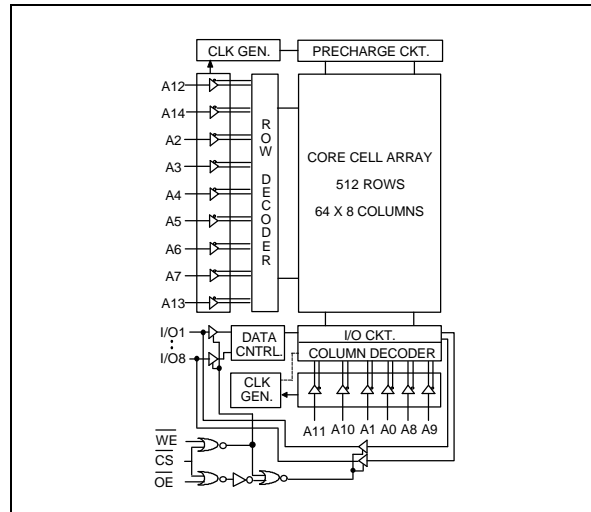 CLK GEN.
PRECHARGE CKT.
A12
A14
A2
A3
A4
A5
A6
A7
A13
ROW DECODER
CORE CELL ARRAY
512 ROWS
64 X 8 COLUMNS
I/O1
I/O8
DATA
CNTRL.
I/O CKT.
COLUMN DECODER
CLK
GEN.
A11 A10 A1 A0 A8 A9
WE
CS
OE